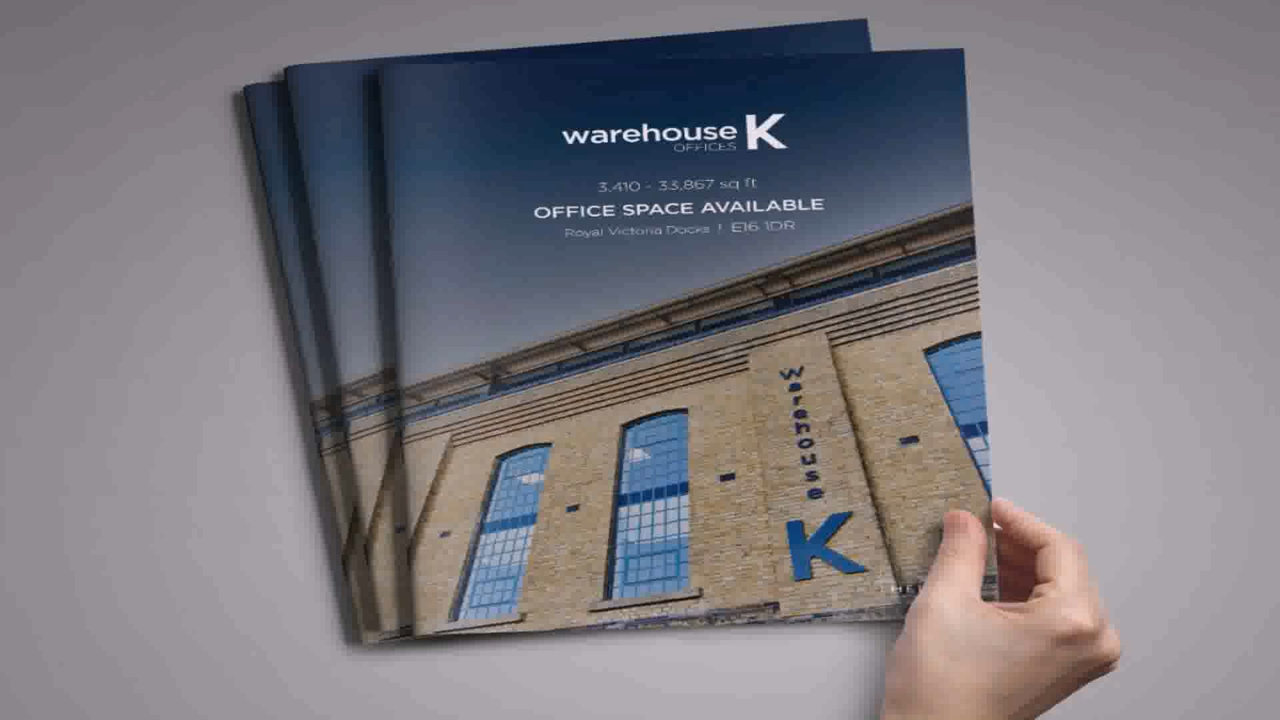 warehouse K
OFFICES
3,410 - 33,867 sq ft
OFFICE SPACE AVAILABLE
Royal Victoria Docks | E16 1DR
Warehouse
K